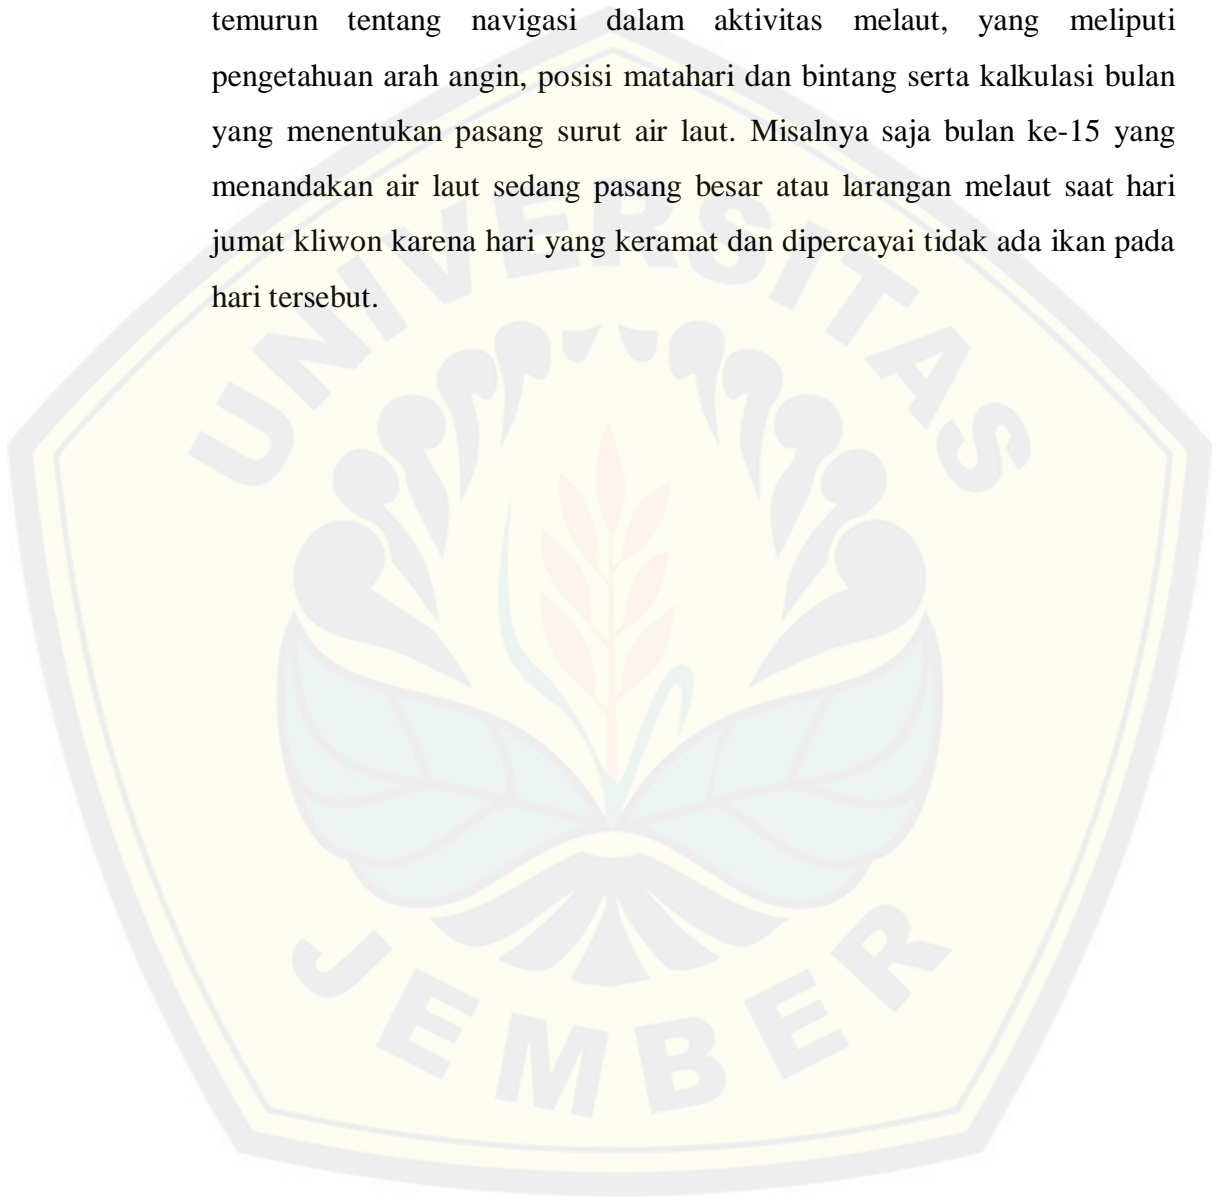 temurun tentang navigasi dalam aktivitas melaut, yang meliputi
pengetahuan arah angin, posisi matahari dan bintang serta kalkulasi bulan
yang menentukan pasang surut air laut. Misalnya saja bulan ke-15 yang
menandakan air laut sedang pasang besar atau larangan melaut saat hari
jumat kliwon karena hari yang keramat dan dipercayai tidak ada ikan pada
hari tersebut.
UNIVERSITAS
JEMBER